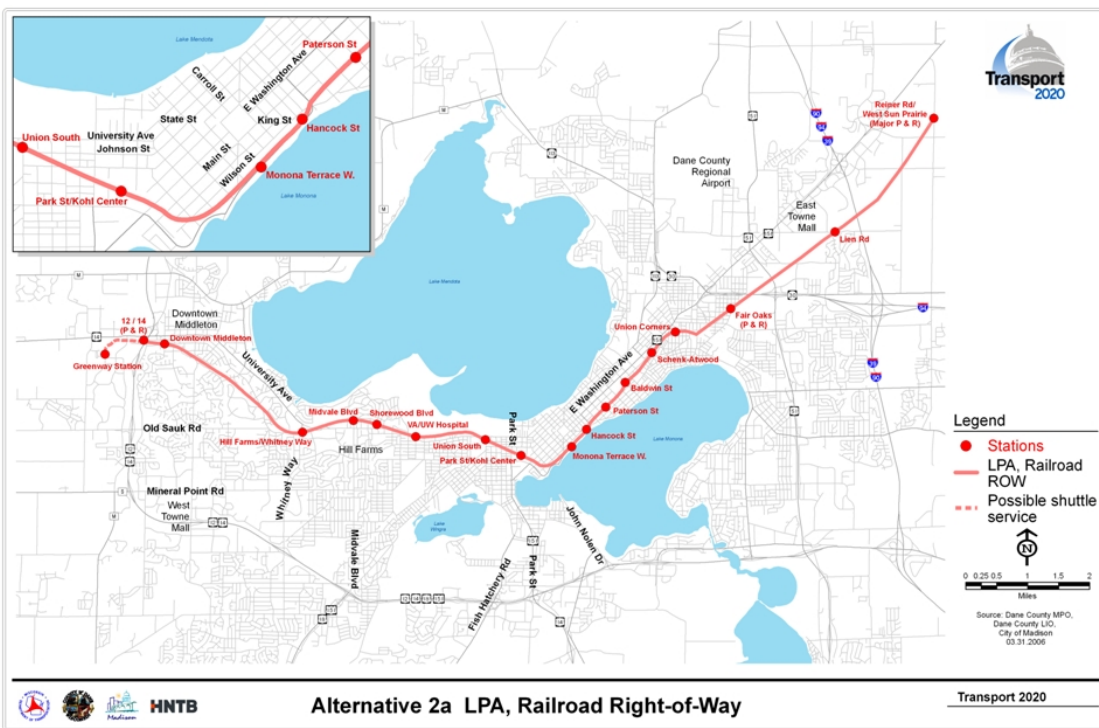 Lake Mendota
Paterson St
Carroll St
E Washington Ave
State St
King St
Hancock St
Union South
University Ave
Johnson St
Main St
Wilson St
Monona Terrace W.
Park St/Kohl Center
Lake Monona
Transport
2020
Reiner Rd/
West Sun Prairie
(Major P & R)
90
94
39
Dane County
Regional
Airport
East
Towne
Mall
Lien Rd
M
Lake Mendota
51
94
12 / 14
(P & R)
Downtown
Middleton
14
Downtown Middleton
Greenway Station
University Ave
Union Corners
Fair Oaks
(P & R)
Schenk-Atwood
E Washington Ave
Baldwin St
Paterson St
39
90
Midvale Blvd
Shorewood Blvd
VA/UW Hospital
Park St
Hancock St
Lake Monona
Old Sauk Rd
Hill Farms/Whitney Way
Hill Farms
Union South
Park St/Kohl Center
Monona Terrace W.
Whitney Way
Mineral Point Rd
West
Towne
Mall
Lake
Wingra
John Nolen Dr
Midvale Blvd
Fish Hatchery Rd
Park St
Legend
Stations
LPA, Railroad
ROW
Possible shuttle
service
N
0 0.25 0.5 1 1.5 2
Miles
Source: Dane County MPO,
Dane County LIO,
City of Madison
03.31.2006
Madison
HNTB
Alternative 2a LPA, Railroad Right-of-Way
Transport 2020